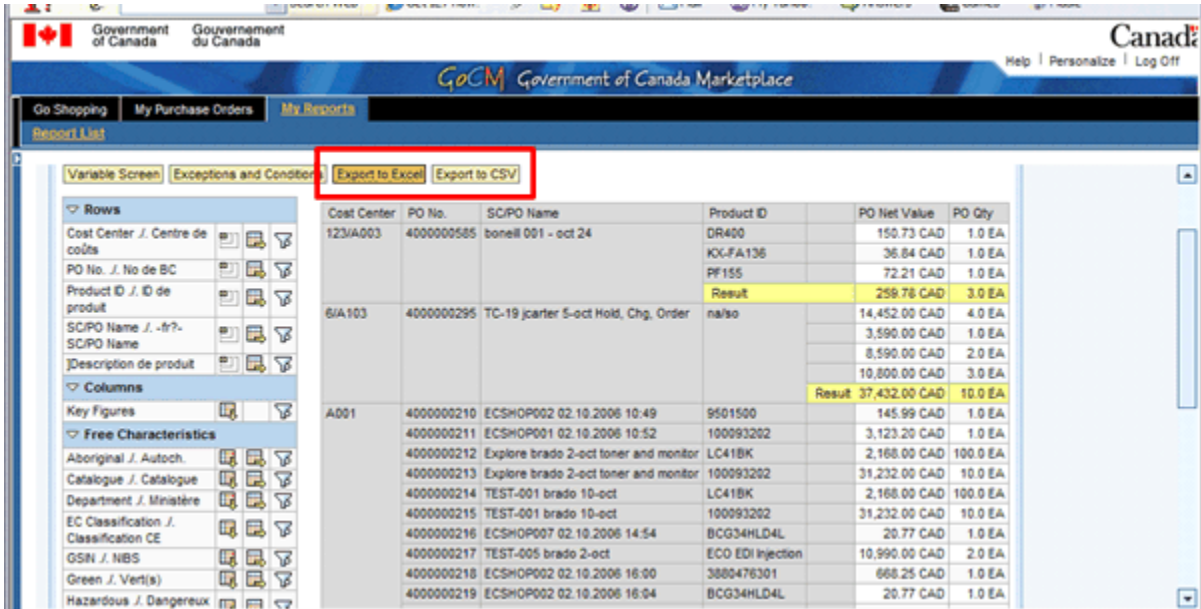 Government of Canada
Gouvernement du Canada
Canada
Help | Personalize | Log Off
GoCM Government of Canada Marketplace
Go Shopping My Purchase Orders My Reports
Report List
Variable Screen Exceptions and Conditions Export to Excel Export to CSV
Rows
Cost Center ./. Centre de coûts
PO No. ./. No de BC
Product ID ./. ID de produit
SC/PO Name ./. -fr?- SC/PO Name
]Description de produit
Columns
Key Figures
Free Characteristics
Aboriginal ./. Autoch.
Catalogue ./. Catalogue
Department ./. Ministère
EC Classification ./. Classification CE
GSIN ./. NIBS
Green ./. Vert(s)
Hazardous ./. Dangereux
Cost Center PO No. SC/PO Name Product ID PO Net Value PO Qty
123/A003 4000000585 boneill 001 - oct 24 DR400 150.73 CAD 1.0 EA
KX-FA136 36.84 CAD 1.0 EA
PF155 72.21 CAD 1.0 EA
Result 259.78 CAD 3.0 EA
6/A103 4000000295 TC-19 jcarter 5-oct Hold, Chg, Order na/so 14,452.00 CAD 4.0 EA
3,590.00 CAD 1.0 EA
8,590.00 CAD 2.0 EA
10,800.00 CAD 3.0 EA
Result 37,432.00 CAD 10.0 EA
A001 4000000210 ECSHOP002 02.10.2006 10:49 9501500 145.99 CAD 1.0 EA
4000000211 ECSHOP001 02.10.2006 10:52 100093202 3,123.20 CAD 1.0 EA
4000000212 Explore brado 2-oct toner and monitor LC41BK 2,168.00 CAD 100.0 EA
4000000213 Explore brado 2-oct toner and monitor 100093202 31,232.00 CAD 10.0 EA
4000000214 TEST-001 brado 10-oct LC41BK 2,168.00 CAD 100.0 EA
4000000215 TEST-001 brado 10-oct 100093202 31,232.00 CAD 10.0 EA
4000000216 ECSHOP007 02.10.2006 14:54 BCG34HLD4L 20.77 CAD 1.0 EA
4000000217 TEST-005 brado 2-oct ECO EDI Injection 10,990.00 CAD 2.0 EA
4000000218 ECSHOP002 02.10.2006 16:00 3880476301 668.25 CAD 1.0 EA
4000000219 ECSHOP002 02.10.2006 16:04 BCG34HLD4L 20.77 CAD 1.0 EA